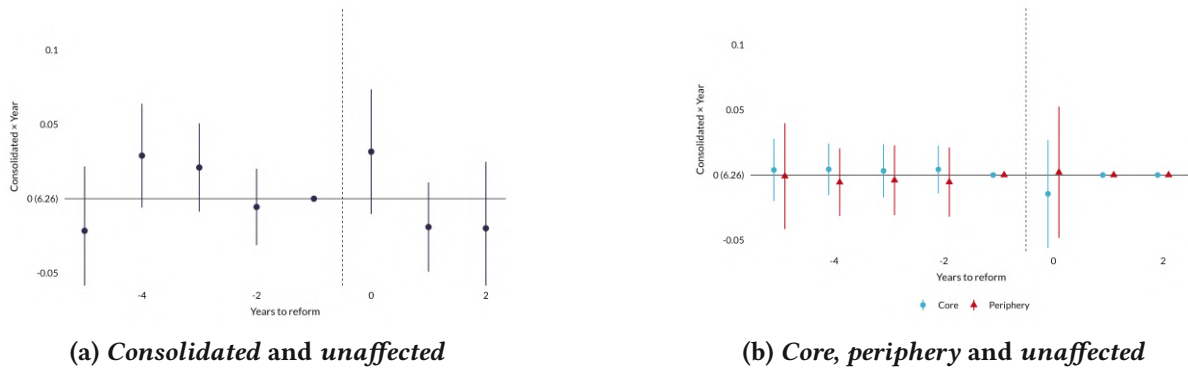 Consolidated × Year
0.1
0.05
0 (6.26)
-0.05
-4
-2
0
2
Years to reform
(a) Consolidated and unaffected
Consolidated × Year
0.1
0.05
0 (6.26)
-0.05
-4
-2
0
2
Years to reform
Core
Periphery
(b) Core, periphery and unaffected